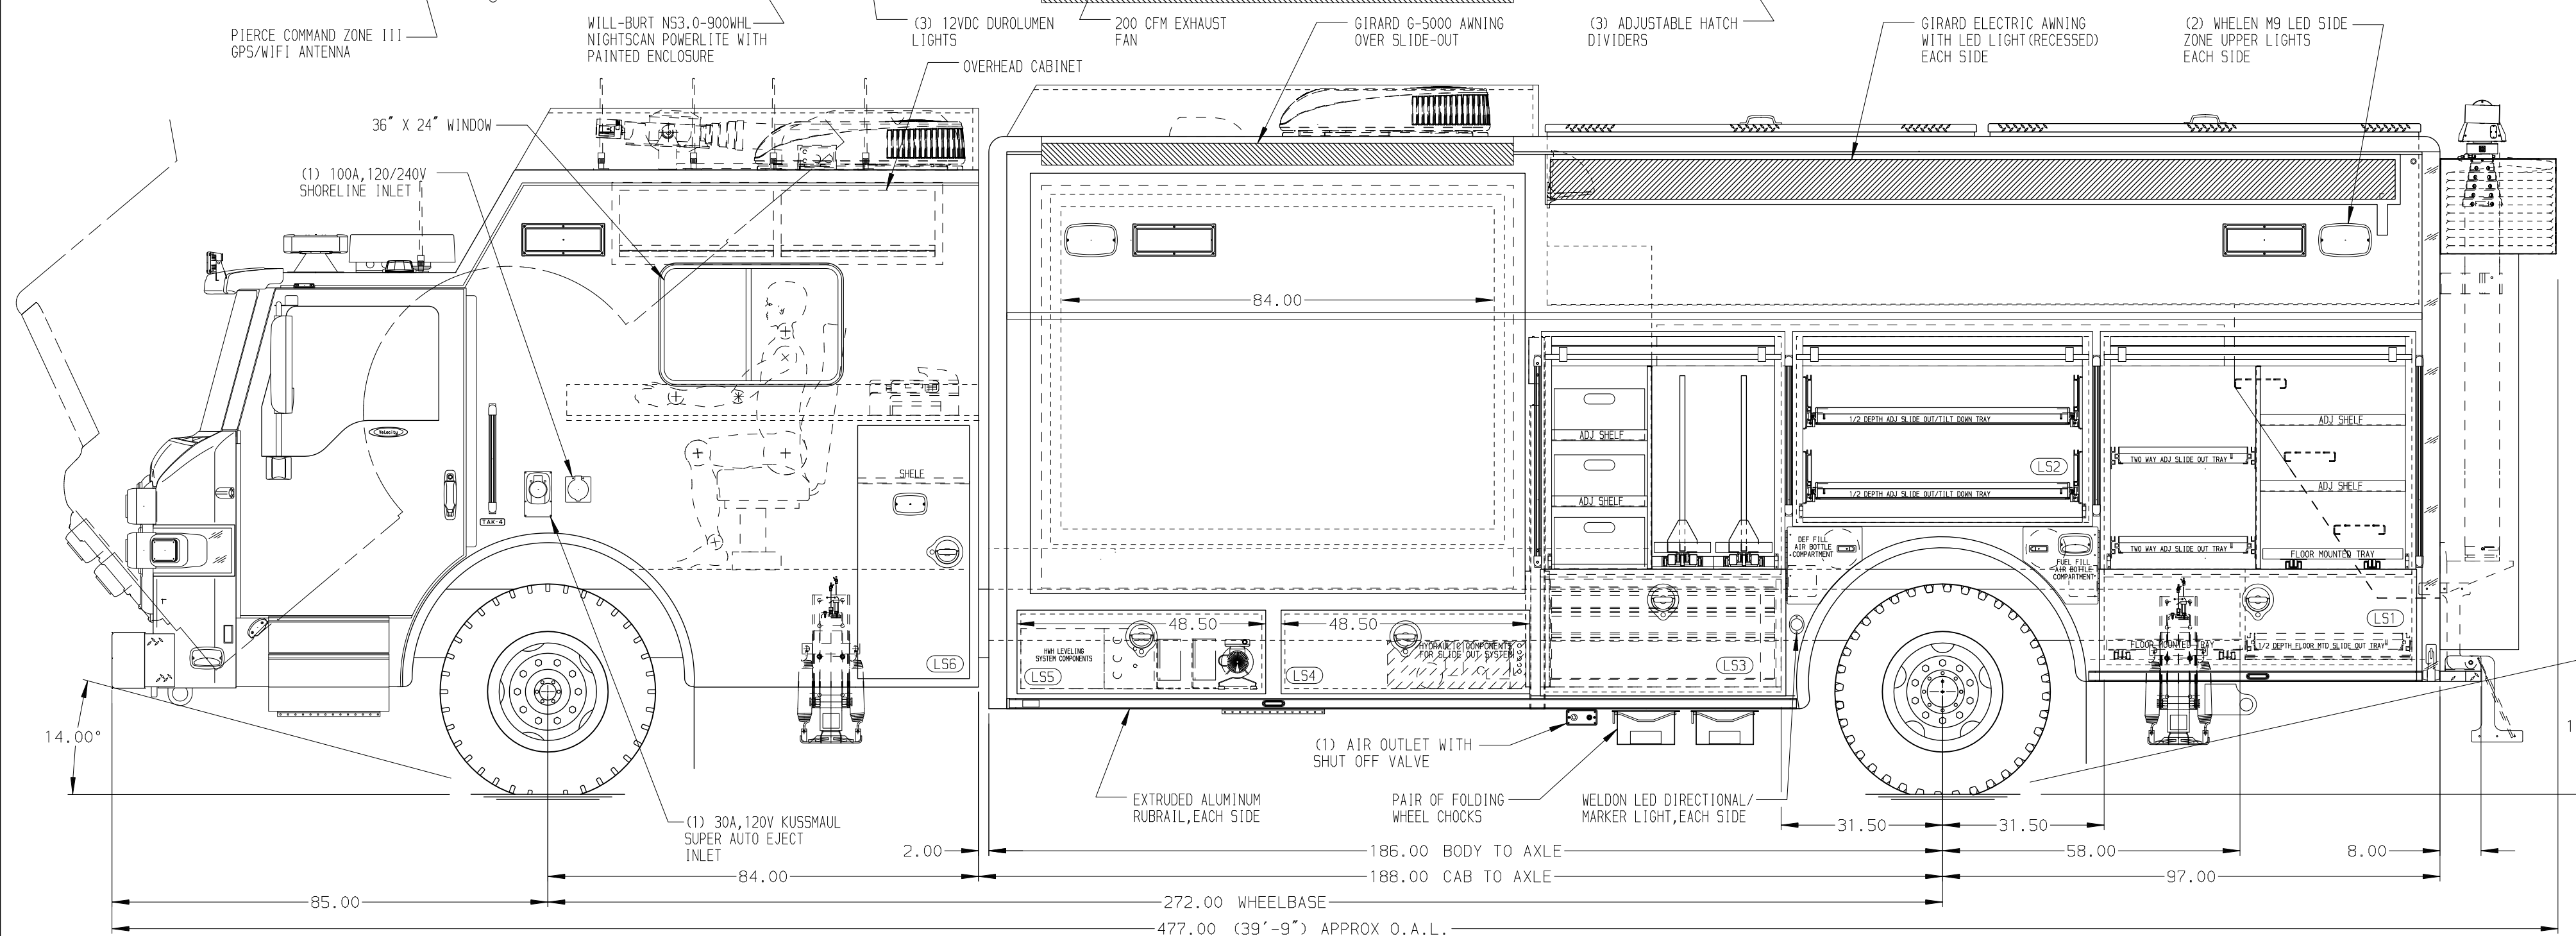 PIERCE COMMAND ZONE III
GPS/WIFI ANTENNA
WILL-BURT NS3.0-900WHL
NIGHTSCAN POWERLITE WITH
PAINTED ENCLOSURE
(3) 12VDC DUROLUMEN
LIGHTS
200 CFM EXHAUST
FAN
GIRARD G-5000 AWNING
OVER SLIDE-OUT
(3) ADJUSTABLE HATCH
DIVIDERS
GIRARD ELECTRIC AWNING
WITH LED LIGHT(RECESSED)
EACH SIDE
(2) WHELEN M9 LED SIDE
ZONE UPPER LIGHTS
EACH SIDE
OVERHEAD CABINET
36" X 24" WINDOW
(1) 100A,120/240V
SHORELINE INLET
84.00
Velocity
TAK-4
SHELF
ADJ SHELF
ADJ SHELF
1/2 DEPTH ADJ SLIDE OUT/TILT DOWN TRAY
LS2
1/2 DEPTH ADJ SLIDE OUT/TILT DOWN TRAY
TWO WAY ADJ SLIDE OUT TRAY
TWO WAY ADJ SLIDE OUT TRAY
ADJ SHELF
ADJ SHELF
FLOOR MOUNTED TRAY
DEF FILL
AIR BOTTLE
COMPARTMENT
FUEL FILL
AIR BOTTLE
COMPARTMENT
48.50
48.50
HWH LEVELING
SYSTEM COMPONENTS
HYDRAULIC COMPONENTS
FOR SLIDE OUT SYSTEM
LS6
LS5
LS4
LS3
LS1
FLOOR MOUNTED TRAY
1/2 DEPTH FLOOR MTD SLIDE OUT TRAY
14.00°
1
(1) AIR OUTLET WITH
SHUT OFF VALVE
EXTRUDED ALUMINUM
RUBRAIL,EACH SIDE
PAIR OF FOLDING
WHEEL CHOCKS
WELDON LED DIRECTIONAL/
MARKER LIGHT,EACH SIDE
(1) 30A,120V KUSSMAUL
SUPER AUTO EJECT
INLET
31.50
31.50
2.00
186.00 BODY TO AXLE
58.00
8.00
84.00
188.00 CAB TO AXLE
97.00
85.00
272.00 WHEELBASE
477.00 (39'-9") APPROX O.A.L.